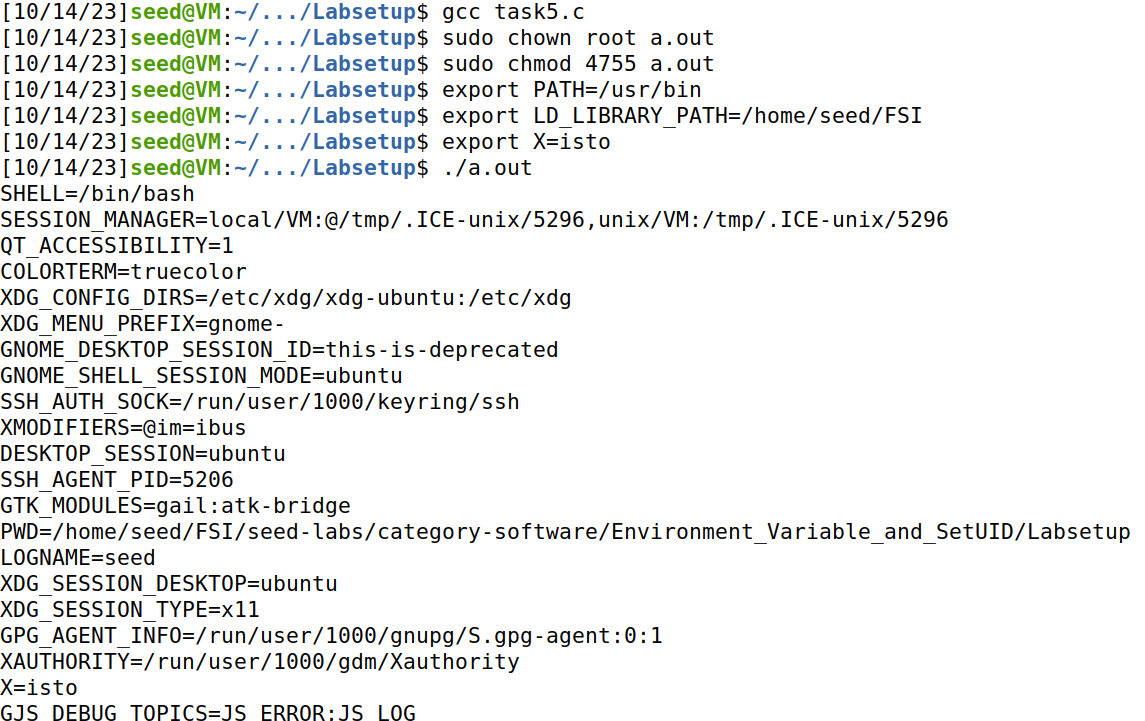 [10/14/23]seed@VM:~/.../Labsetup$ gcc task5.c
[10/14/23]seed@VM:~/.../Labsetup$ sudo chown root a.out
[10/14/23]seed@VM:~/.../Labsetup$ sudo chmod 4755 a.out
[10/14/23]seed@VM:~/.../Labsetup$ export PATH=/usr/bin
[10/14/23]seed@VM:~/.../Labsetup$ export LD_LIBRARY_PATH=/home/seed/FSI
[10/14/23]seed@VM:~/.../Labsetup$ export X=isto
[10/14/23]seed@VM:~/.../Labsetup$ ./a.out
SHELL=/bin/bash
SESSION_MANAGER=local/VM:@/tmp/.ICE-unix/5296,unix/VM:/tmp/.ICE-unix/5296
QT_ACCESSIBILITY=1
COLORTERM=truecolor
XDG_CONFIG_DIRS=/etc/xdg/xdg-ubuntu:/etc/xdg
XDG_MENU_PREFIX=gnome-
GNOME_DESKTOP_SESSION_ID=this-is-deprecated
GNOME_SHELL_SESSION_MODE=ubuntu
SSH_AUTH_SOCK=/run/user/1000/keyring/ssh
XMODIFIERS=@im=ibus
DESKTOP_SESSION=ubuntu
SSH_AGENT_PID=5206
GTK_MODULES=gail:atk-bridge
PWD=/home/seed/FSI/seed-labs/category-software/Environment_Variable_and_SetUID/Labsetup
LOGNAME=seed
XDG_SESSION_DESKTOP=ubuntu
XDG_SESSION_TYPE=x11
GPG_AGENT_INFO=/run/user/1000/gnupg/S.gpg-agent:0:1
XAUTHORITY=/run/user/1000/gdm/Xauthority
X=isto
GJS_DEBUG_TOPICS=JS ERROR;JS LOG